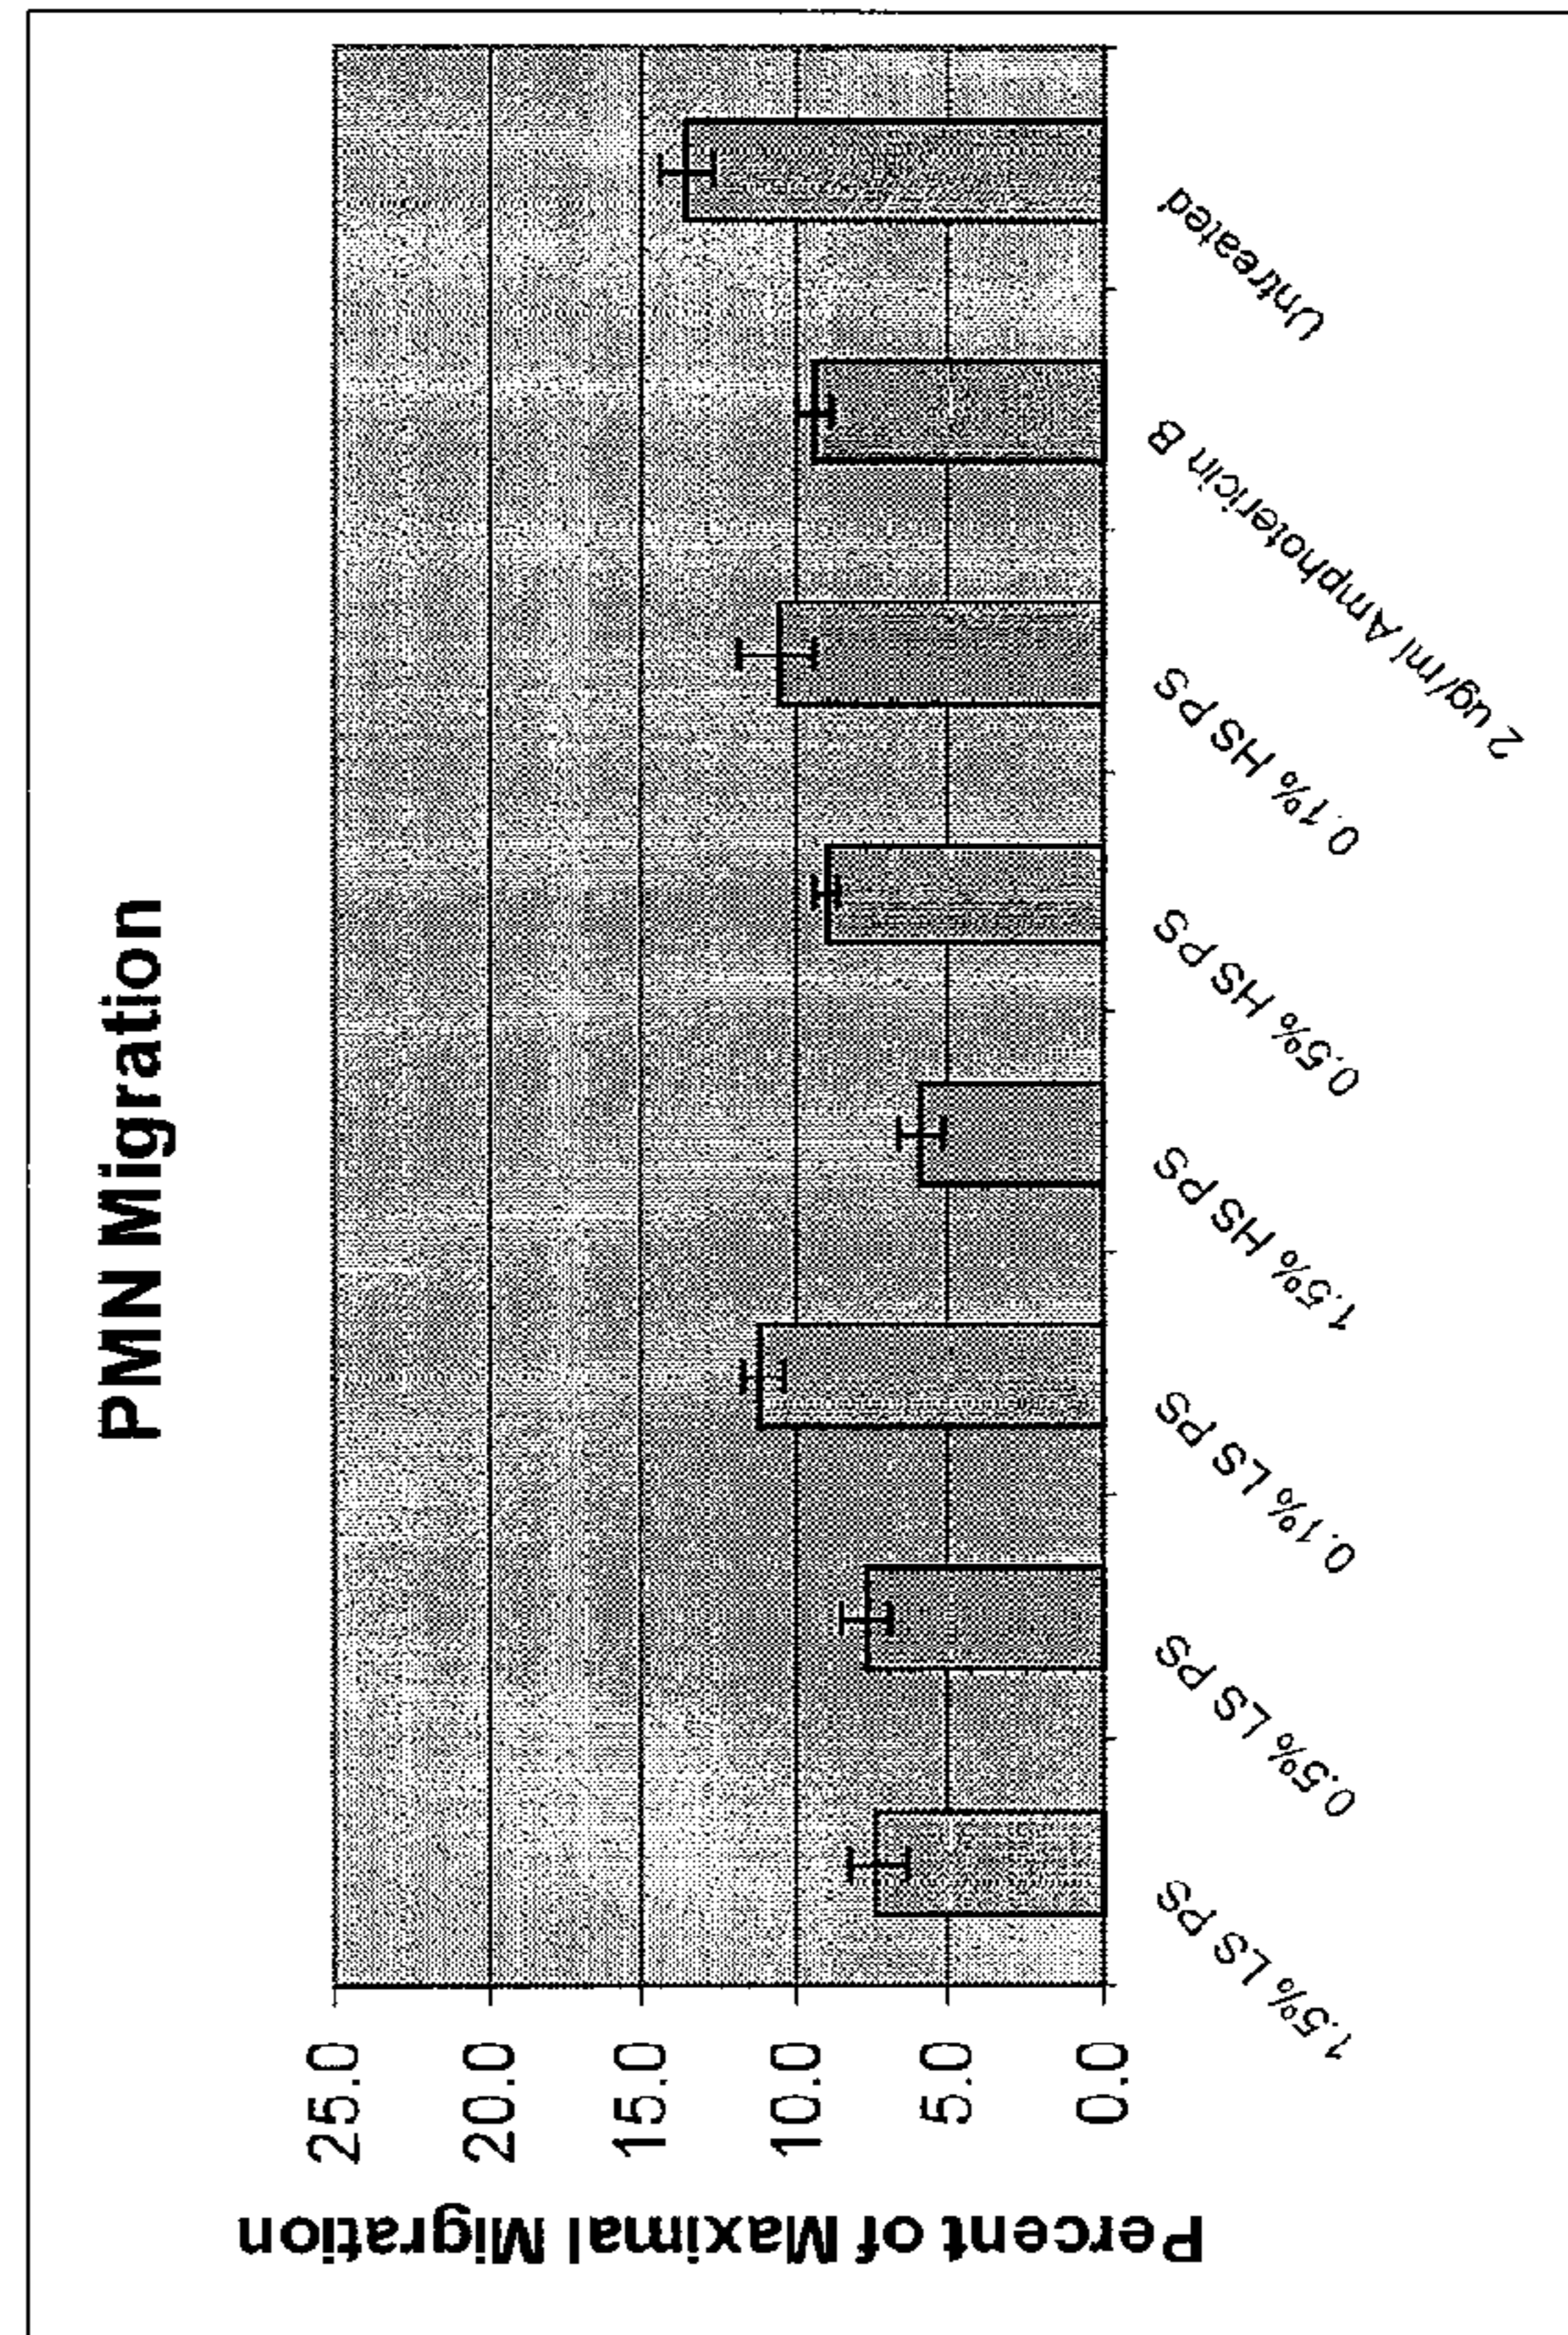 PMN Migration
Percent of Maximal Migration
25.0
20.0
15.0
10.0
5.0
0.0
1.5% LS PS
0.5% LS PS
0.1% LS PS
1.5% HS PS
0.5% HS PS
0.1% HS PS
2 ug/ml Amphotericin B
Untreated